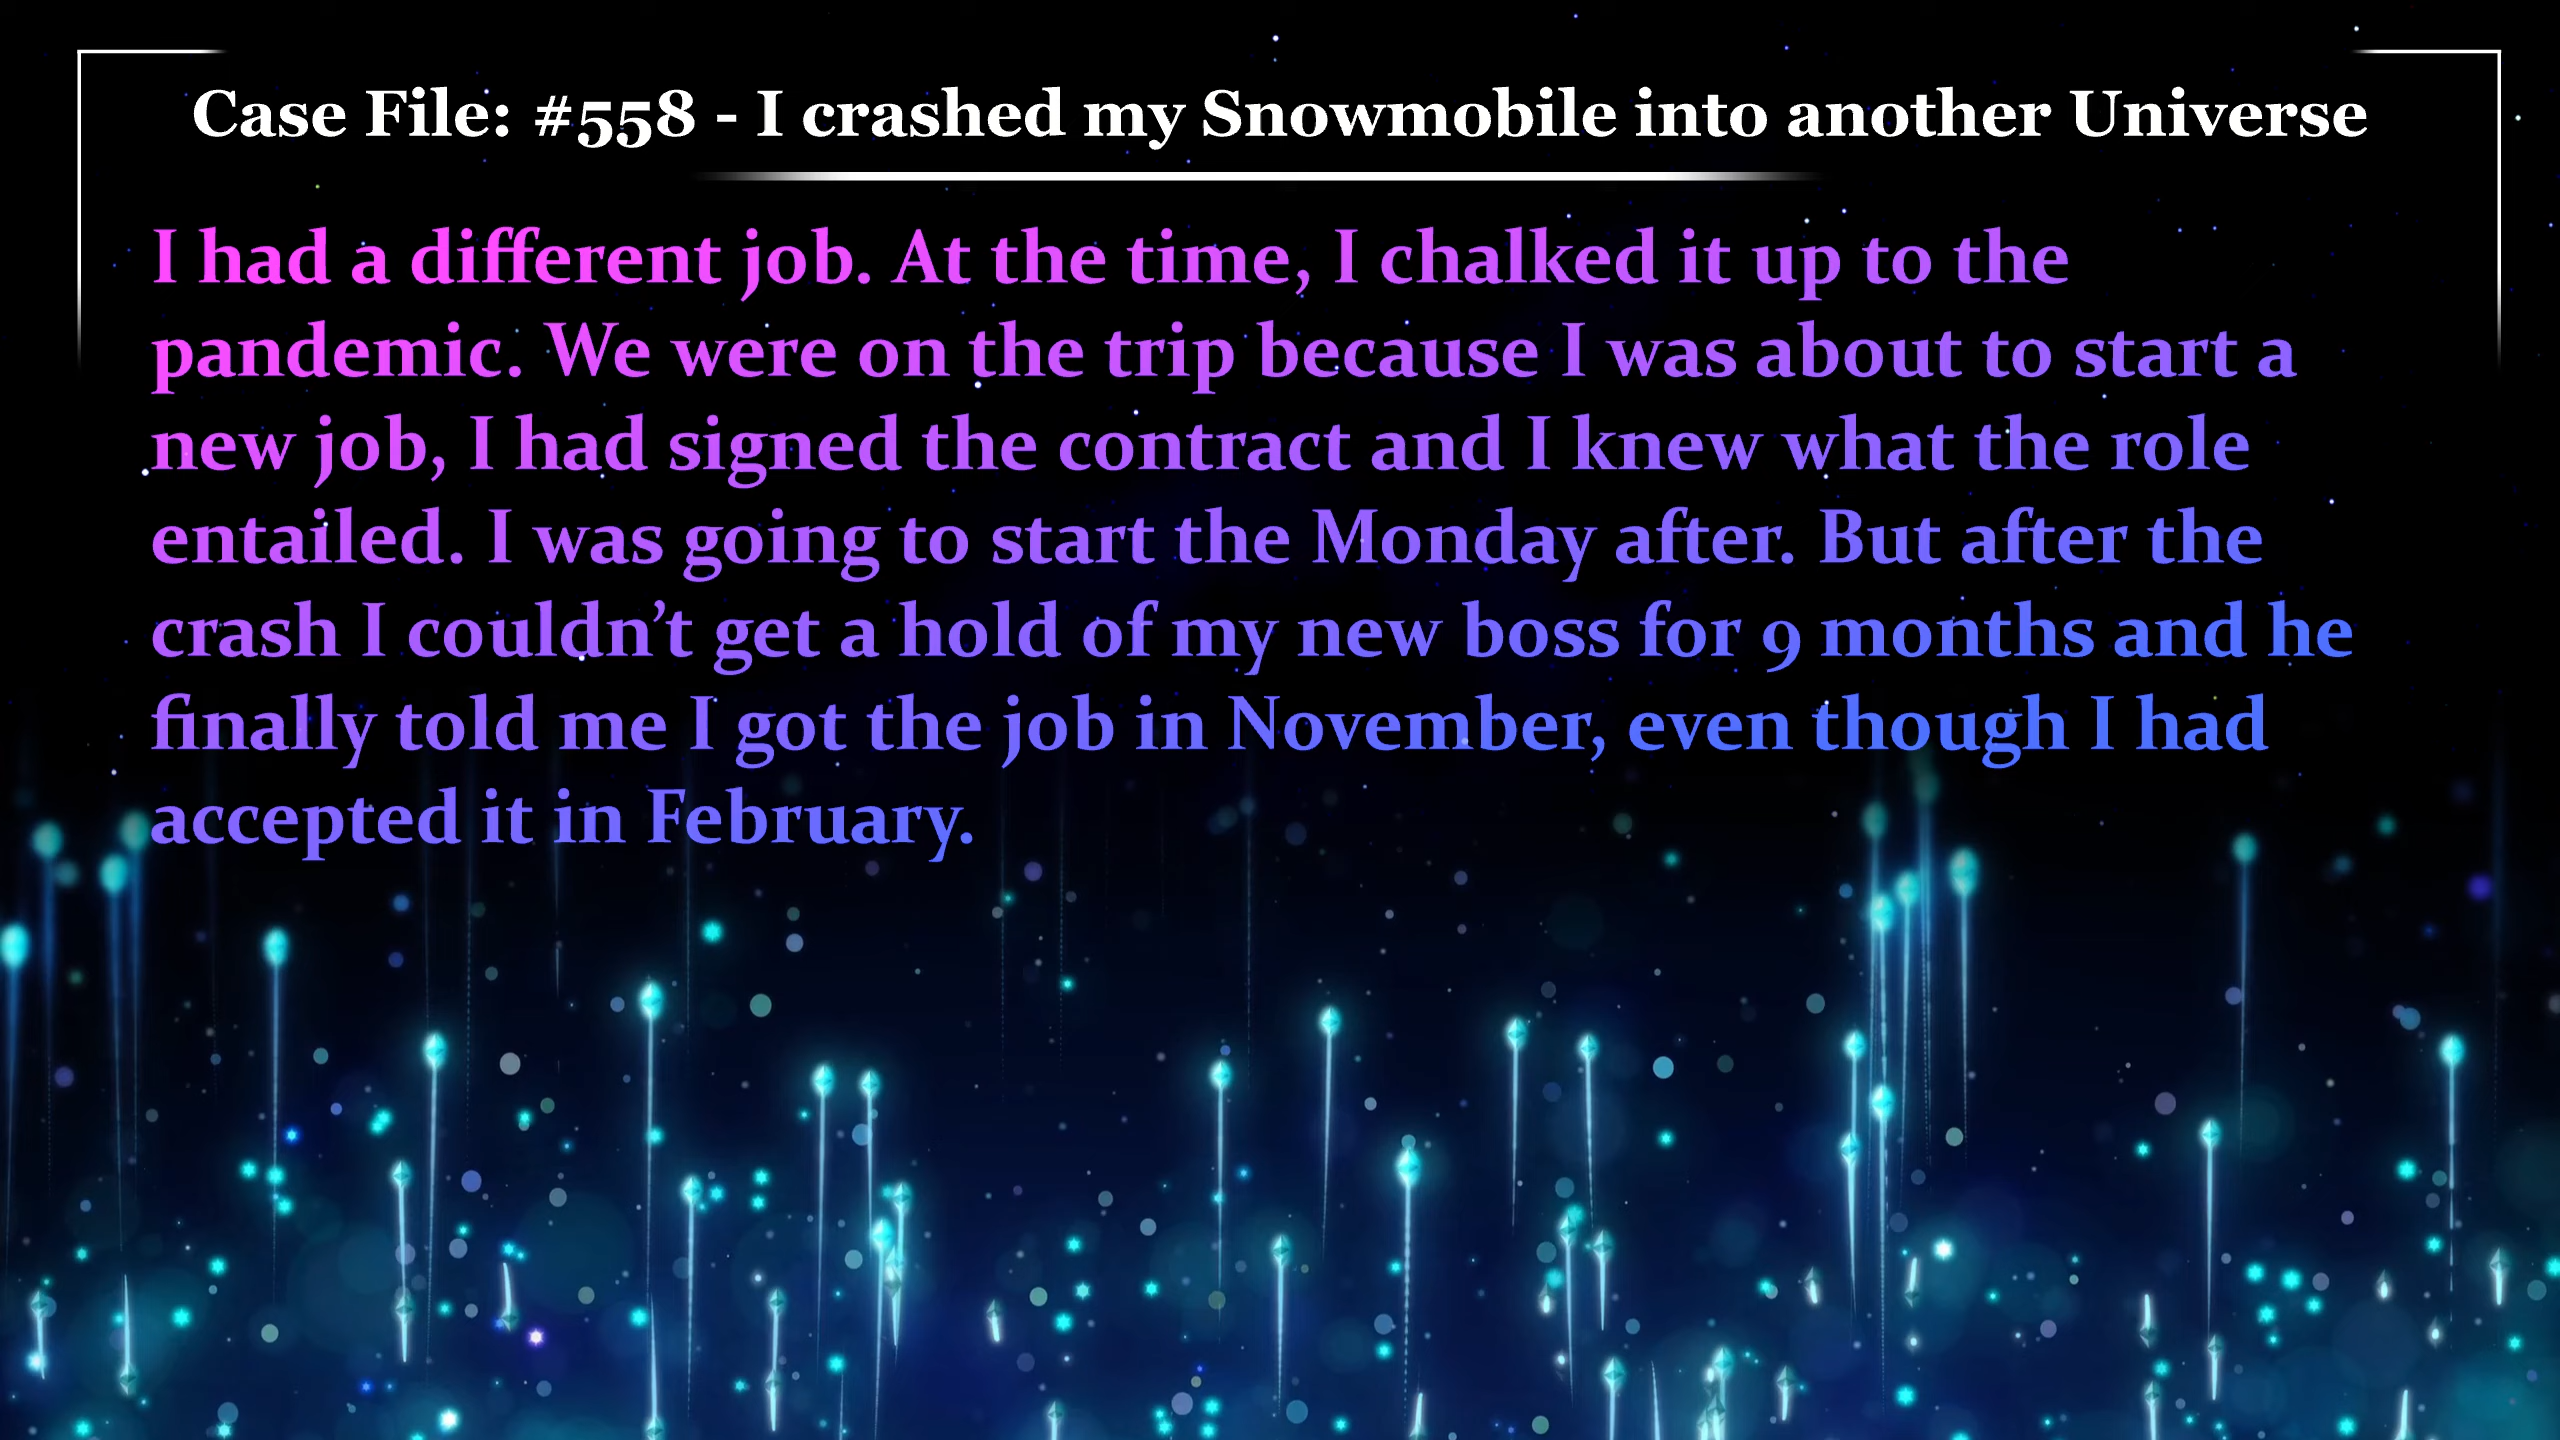 Case File: #558 - I crashed my Snowmobile into another Universe
I had a different job. At the time, I chalked it up to the
pandemic. We were on the trip because I was about to start a
new job, I had signed the contract and I knew what the role
entailed. I was going to start the Monday after. But after the
crash I couldn’t get a hold of my new boss for 9 months and he
finally told me I got the job in November, even though I had
accepted it in February.